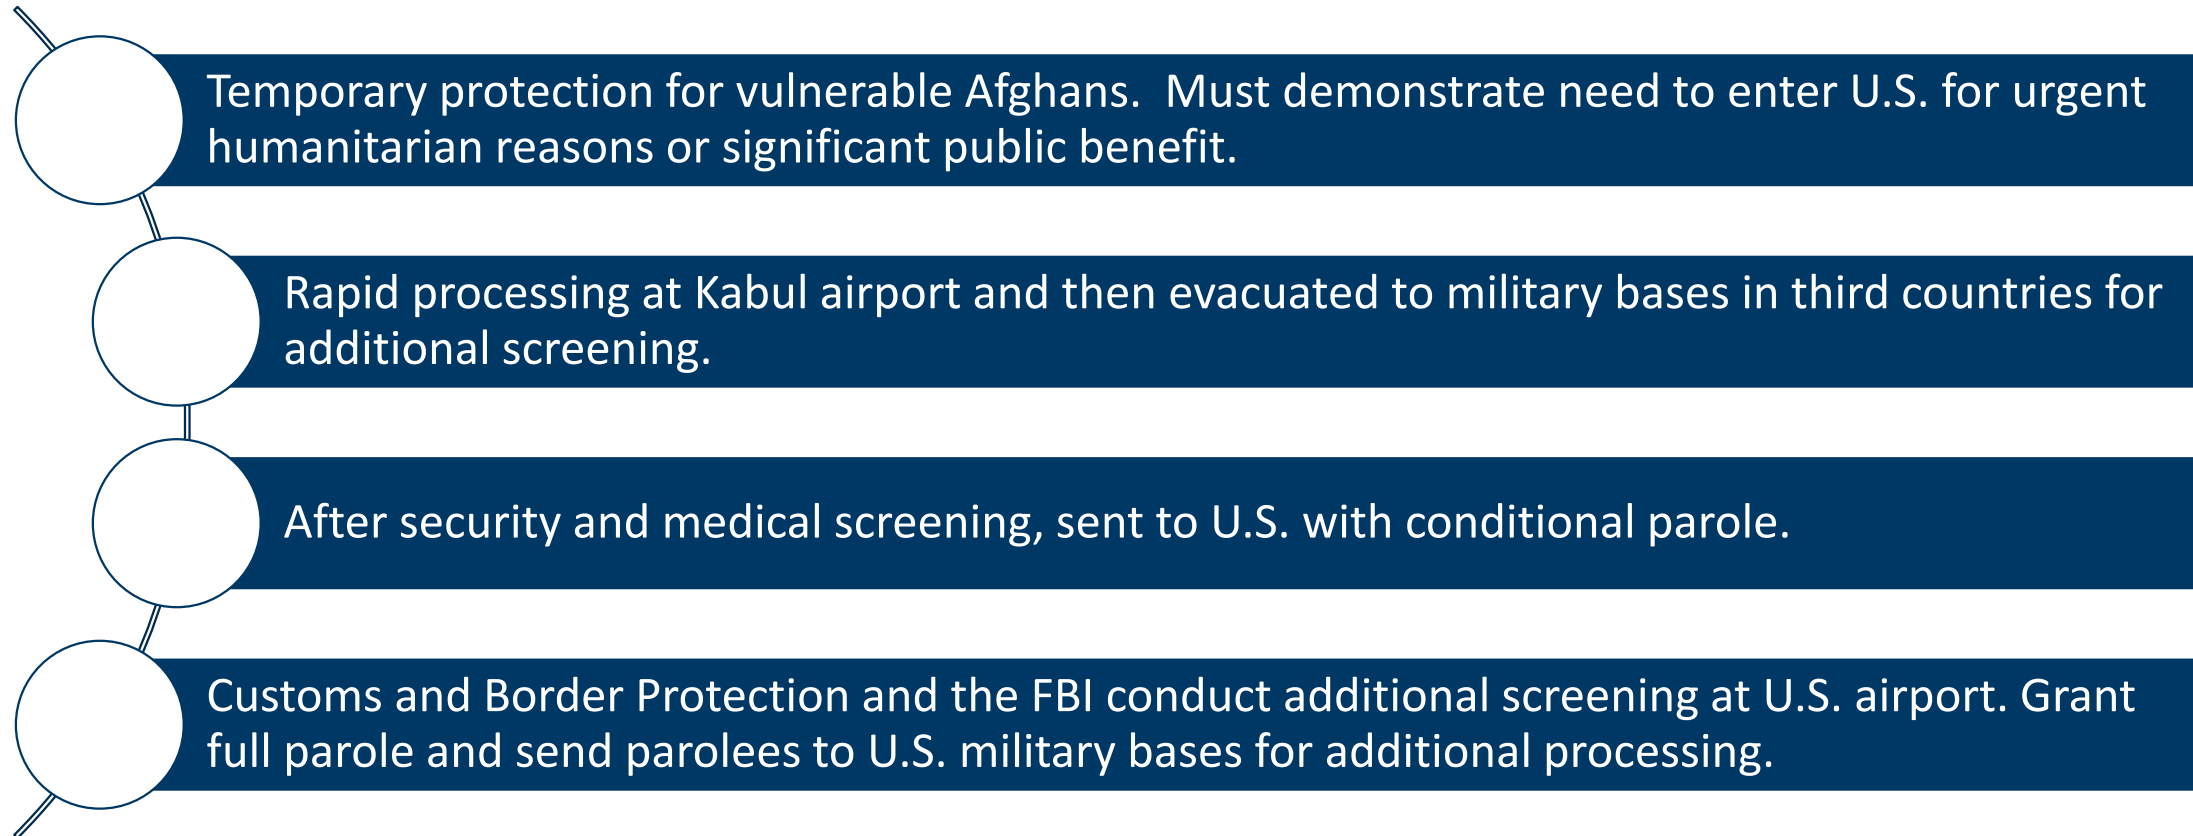 Temporary protection for vulnerable Afghans.  Must demonstrate need to enter U.S. for urgent
humanitarian reasons or significant public benefit.
Rapid processing at Kabul airport and then evacuated to military bases in third countries for
additional screening.
After security and medical screening, sent to U.S. with conditional parole.
Customs and Border Protection and the FBI conduct additional screening at U.S. airport. Grant
full parole and send parolees to U.S. military bases for additional processing.